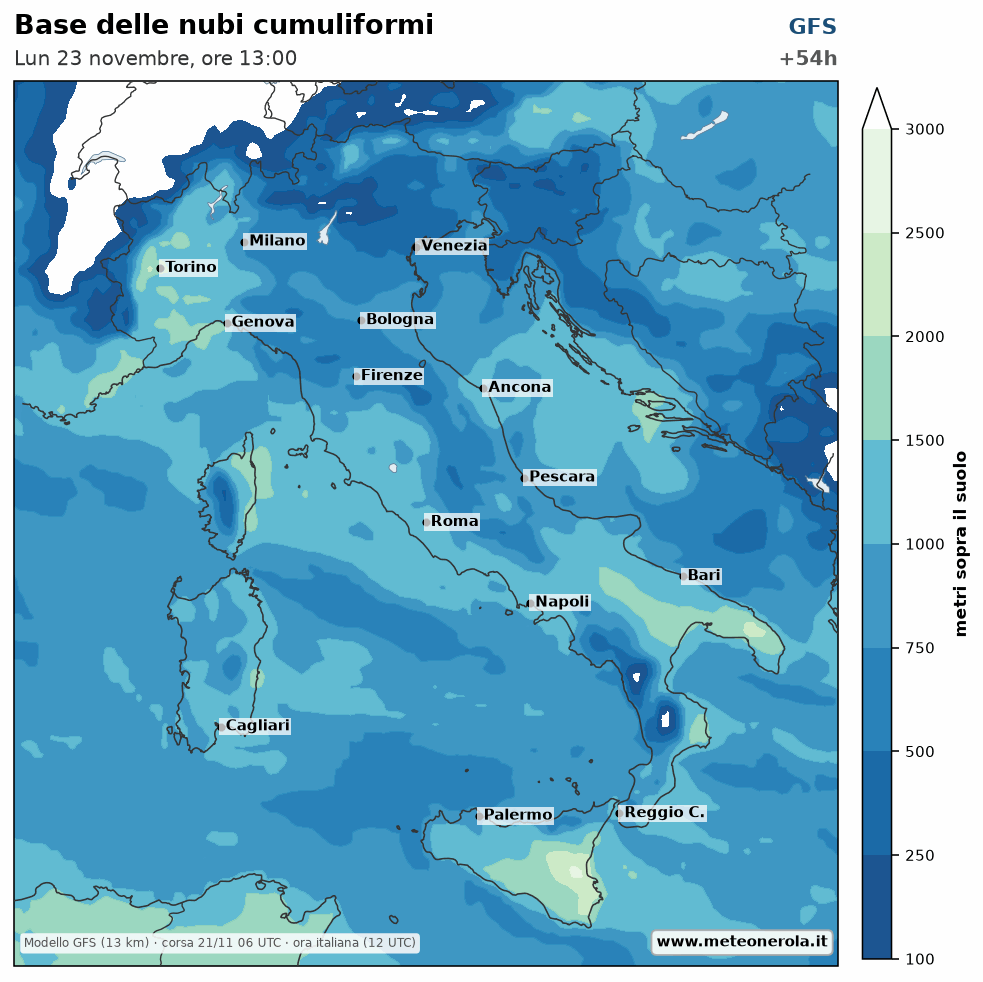 Base delle nubi cumuliformi
GFS
Lun 23 novembre, ore 13:00
+54h
3000
2500
2000
1500
1000
750
500
250
100
metri sopra il suolo
Milano
Venezia
Torino
Genova
Bologna
Firenze
Ancona
Pescara
Roma
Bari
Napoli
Cagliari
Palermo
Reggio C.
Modello GFS (13 km) · corsa 21/11 06 UTC · ora italiana (12 UTC)
www.meteonerola.it